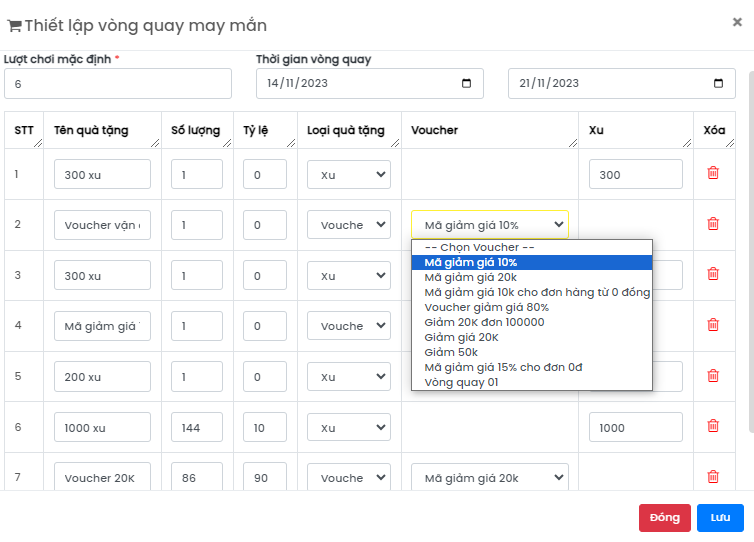 Thiết lập vòng quay may mắn ×
Lượt chơi mặc định * Thời gian vòng quay
6 14/11/2023 21/11/2023
STT Tên quà tặng Số lượng Tỷ lệ Loại quà tặng Voucher Xu Xóa
1 300 xu 1 0 Xu 300
2 Voucher vận 1 0 Vouche Mã giảm giá 10%
-- Chọn Voucher --
Mã giảm giá 10%
3 300 xu 1 0 Xu Mã giảm giá 20k
Mã giảm giá 10k cho đơn hàng từ 0 đồng
Voucher giảm giá 80%
4 Mã giảm giá 1 0 Vouche Giảm 20K đơn 100000
Giảm giá 20K
Giảm 50k
5 200 xu 1 0 Xu Mã giảm giá 15% cho đơn 0đ
Vòng quay 01
6 1000 xu 144 10 Xu 1000
7 Voucher 20K 86 90 Vouche Mã giảm giá 20k
Đóng Lưu